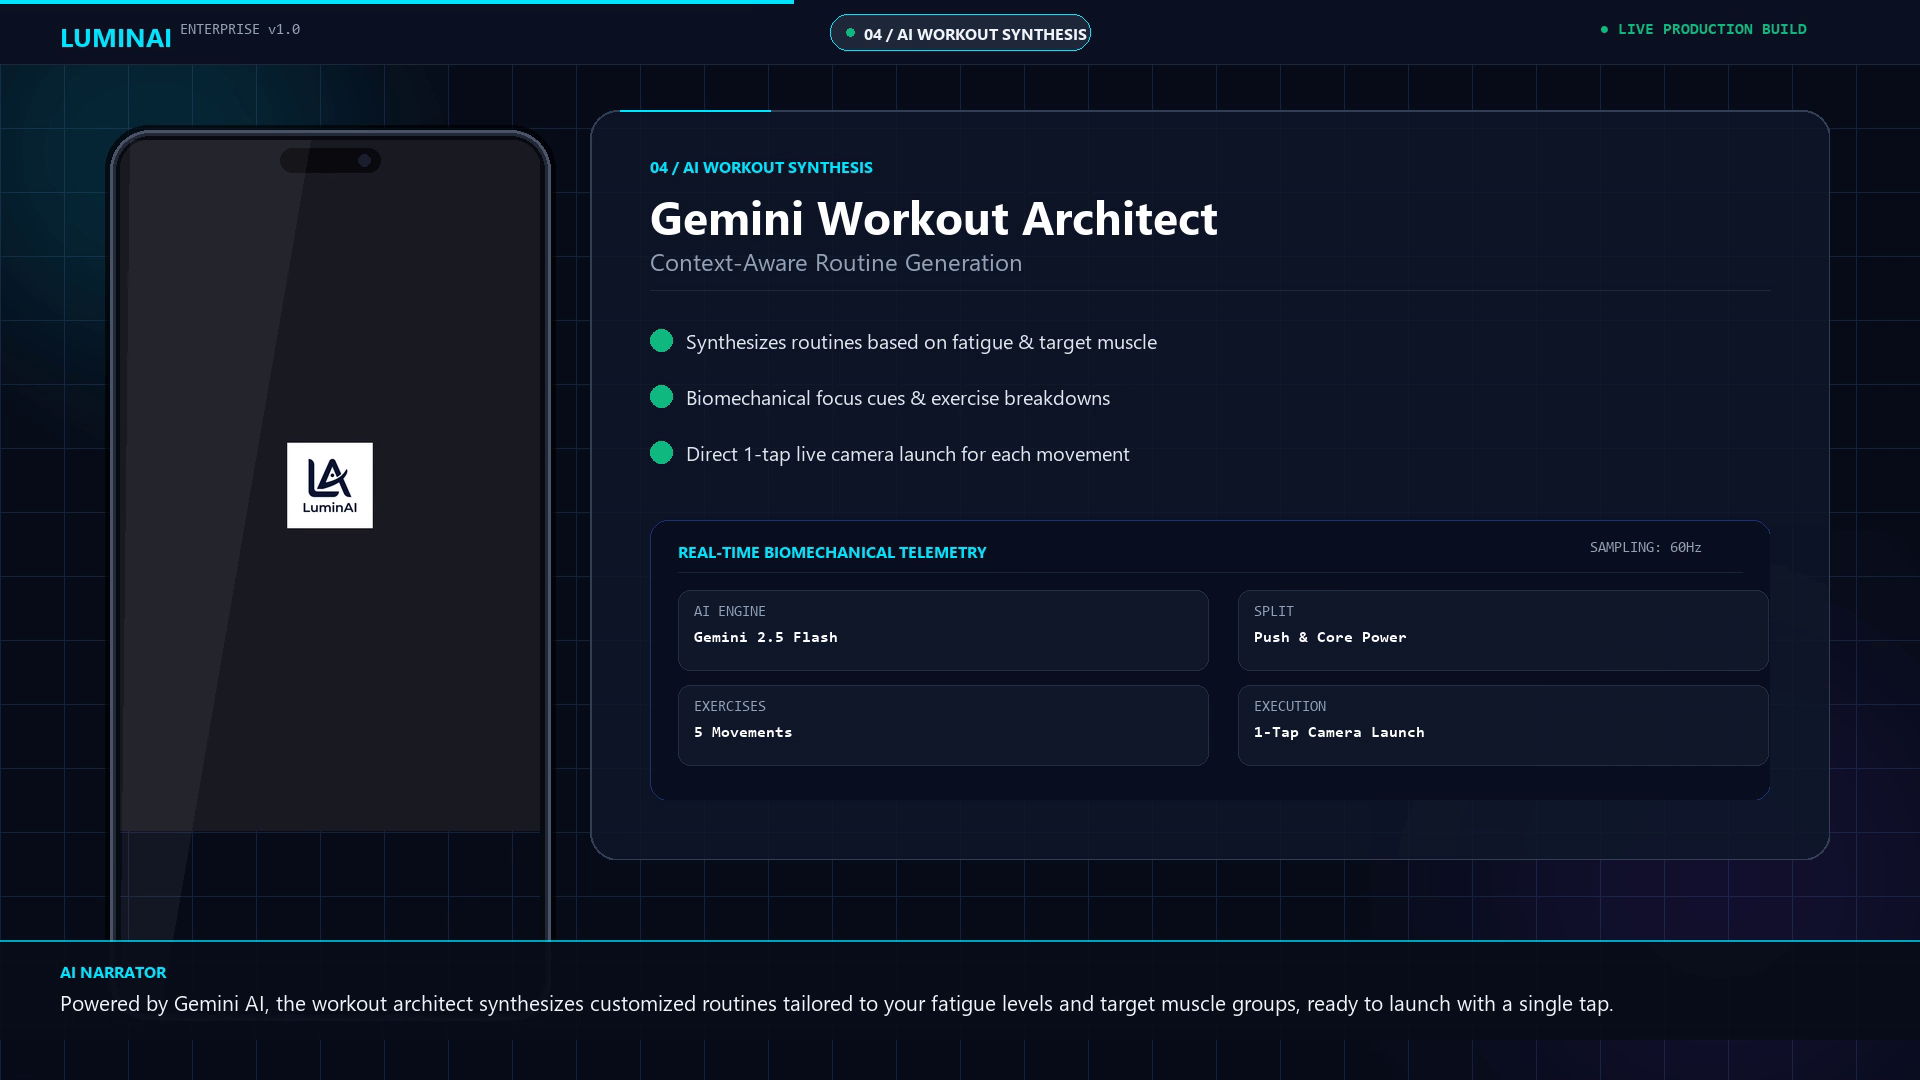 LUMINAI ENTERPRISE v1.0
04 / AI WORKOUT SYNTHESIS
LIVE PRODUCTION BUILD
LA
LuminAI
04 / AI WORKOUT SYNTHESIS
Gemini Workout Architect
Context-Aware Routine Generation
Synthesizes routines based on fatigue & target muscle
Biomechanical focus cues & exercise breakdowns
Direct 1-tap live camera launch for each movement
REAL-TIME BIOMECHANICAL TELEMETRY
SAMPLING: 60Hz
AI ENGINE
Gemini 2.5 Flash
SPLIT
Push & Core Power
EXERCISES
5 Movements
EXECUTION
1-Tap Camera Launch
AI NARRATOR
Powered by Gemini AI, the workout architect synthesizes customized routines tailored to your fatigue levels and target muscle groups, ready to launch with a single tap.